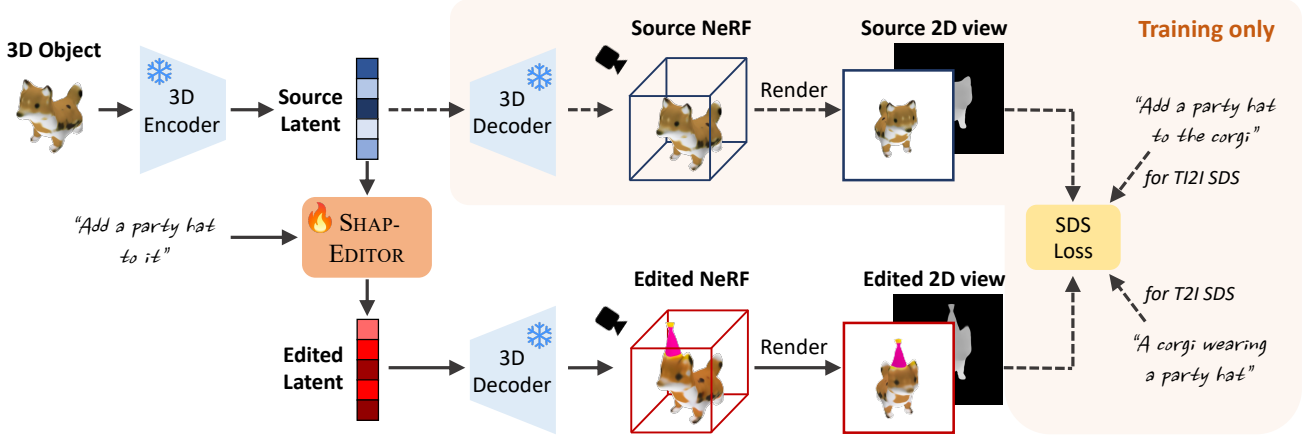 3D Object
3D
Encoder
Source
Latent
3D
Decoder
Source NeRF
Render
Source 2D view
Training only
“Add a party hat
to the corgi”
for TI2I SDS
“Add a party hat
to it”
SHAP-
EDITOR
SDS
Loss
Edited
Latent
3D
Decoder
Edited NeRF
Render
Edited 2D view
for T2I SDS
“A corgi wearing
a party hat”